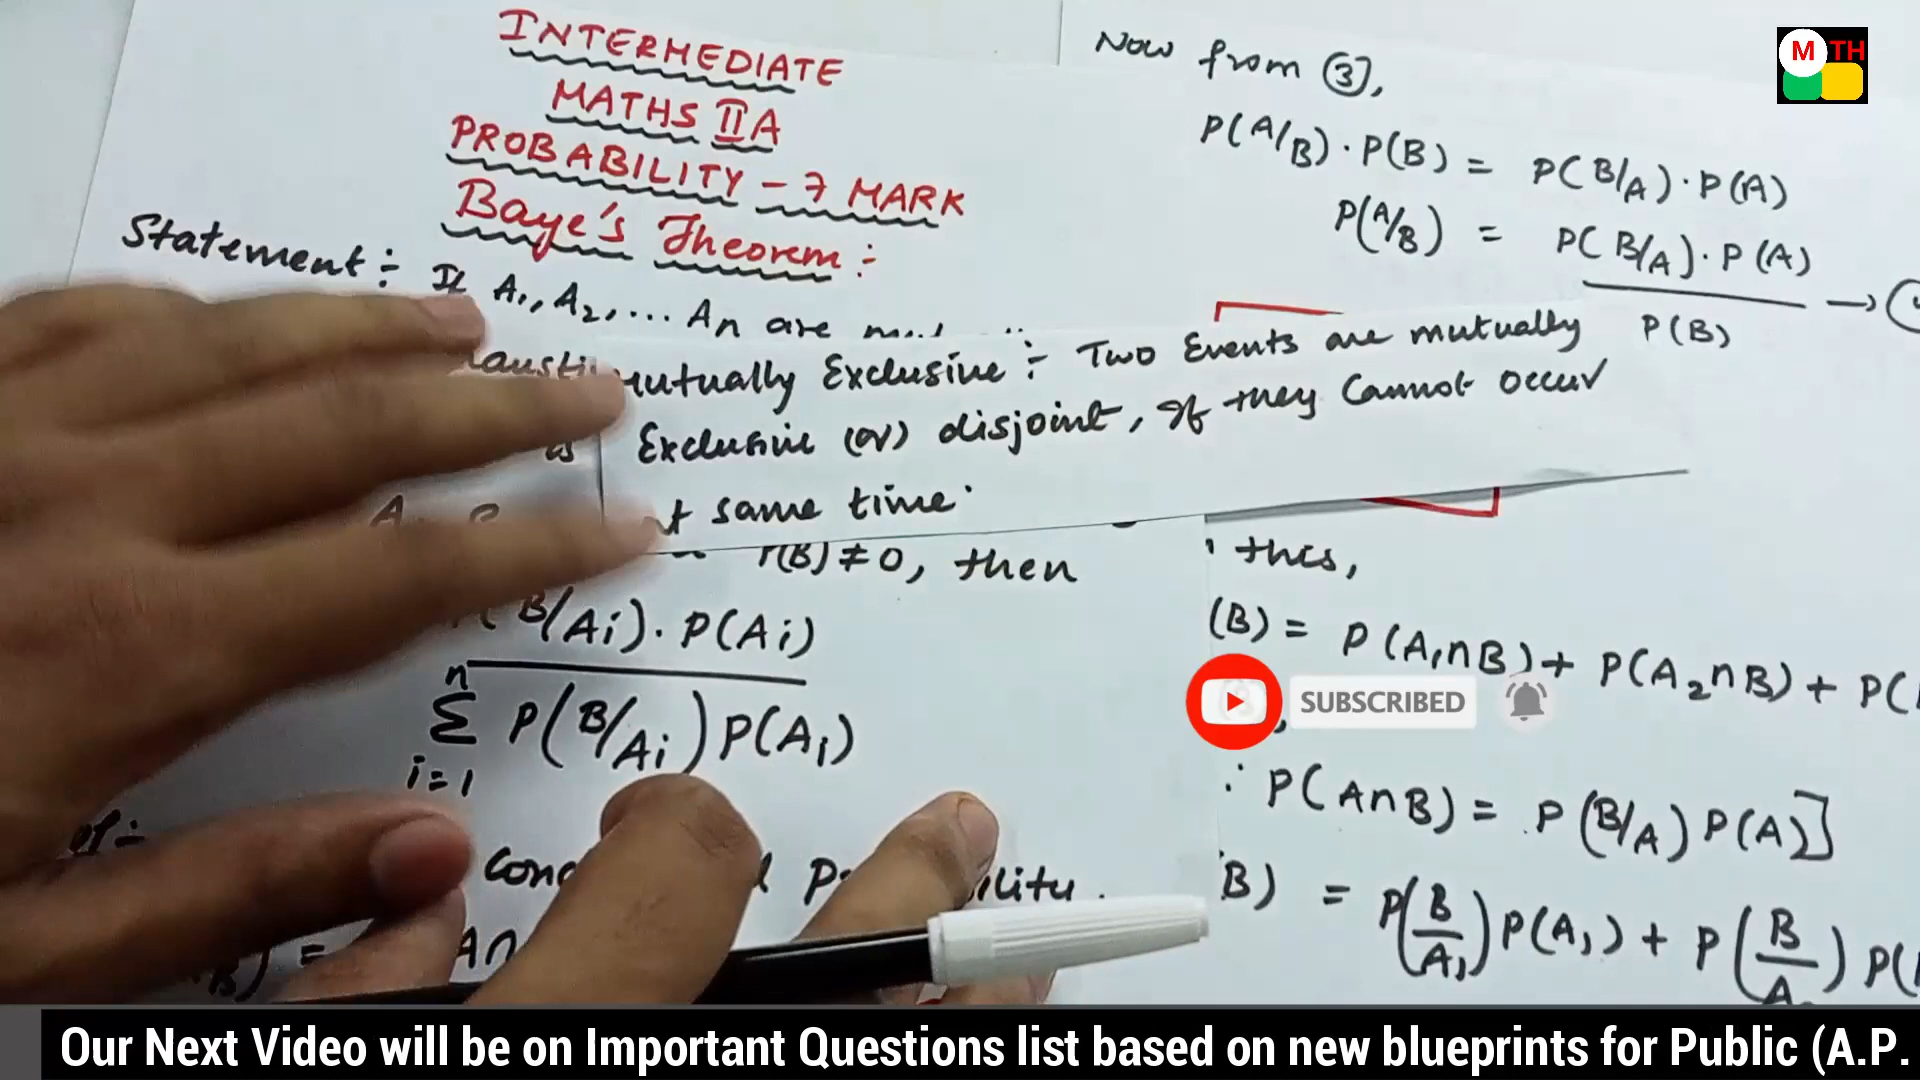 INTERMEDIATE
MATHS IIA
PROBABILITY - 7 MARK
Baye's Theorem :-
Statement :- If A₁, A₂, ... An are
Mutually Exclusive :- Two Events are mutually
Exclusive (or) disjoint, If they Cannot occur
at same time.
P(B) ≠ 0, then
P(B/Ai). P(Ai)
n
Σ P(B/Ai) P(Ai)
i=1
=
Now from ③,
P(A/B) . P(B) = P(B/A) . P(A)
P(A/B) = P(B/A) . P(A)
P(B)
this,
(B) = P(A₁∩B) + P(A₂∩B) + P(
∵ P(A∩B) = P(B/A) P(A)]
B) = P(B/A₁) P(A₁) + P(B/A
M TH
SUBSCRIBED
Our Next Video will be on Important Questions list based on new blueprints for Public (A.P.